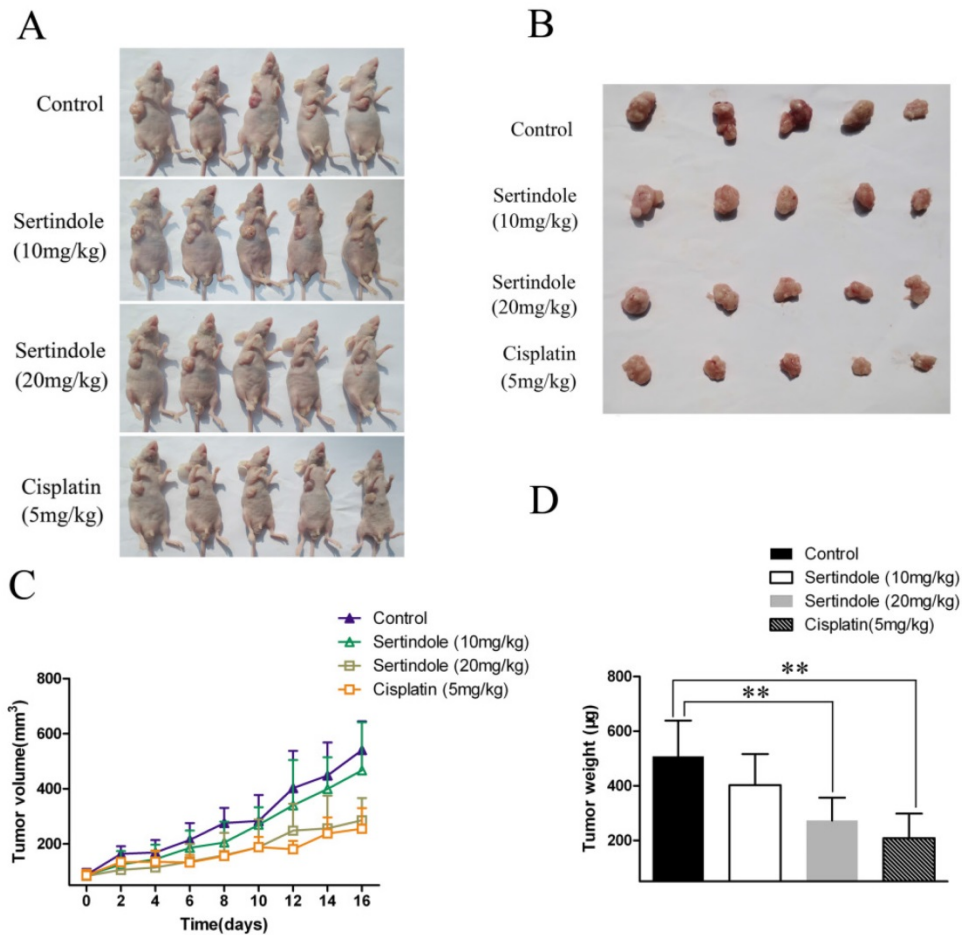 A
Control
Sertindole
(10mg/kg)
Sertindole
(20mg/kg)
Cisplatin
(5mg/kg)
B
Control
Sertindole
(10mg/kg)
Sertindole
(20mg/kg)
Cisplatin
(5mg/kg)
C
Control
Sertindole (10mg/kg)
Sertindole (20mg/kg)
Cisplatin (5mg/kg)
Tumor volume(mm³)
800
600
400
200
0 2 4 6 8 10 12 14 16
Time(days)
D
Control
Sertindole (10mg/kg)
Sertindole (20mg/kg)
Cisplatin(5mg/kg)
Tumor weight (μg)
800
600
400
200
**
**